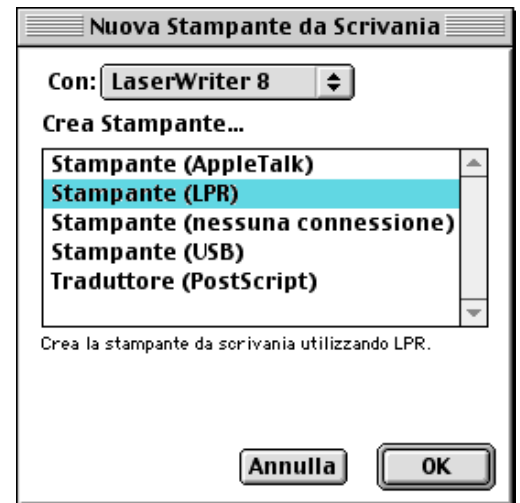 Nuova Stampante da Scrivania
Con: LaserWriter 8
Crea Stampante...
Stampante (AppleTalk)
Stampante (LPR)
Stampante (nessuna connessione)
Stampante (USB)
Traduttore (PostScript)
Crea la stampante da scrivania utilizzando LPR.
Annulla OK